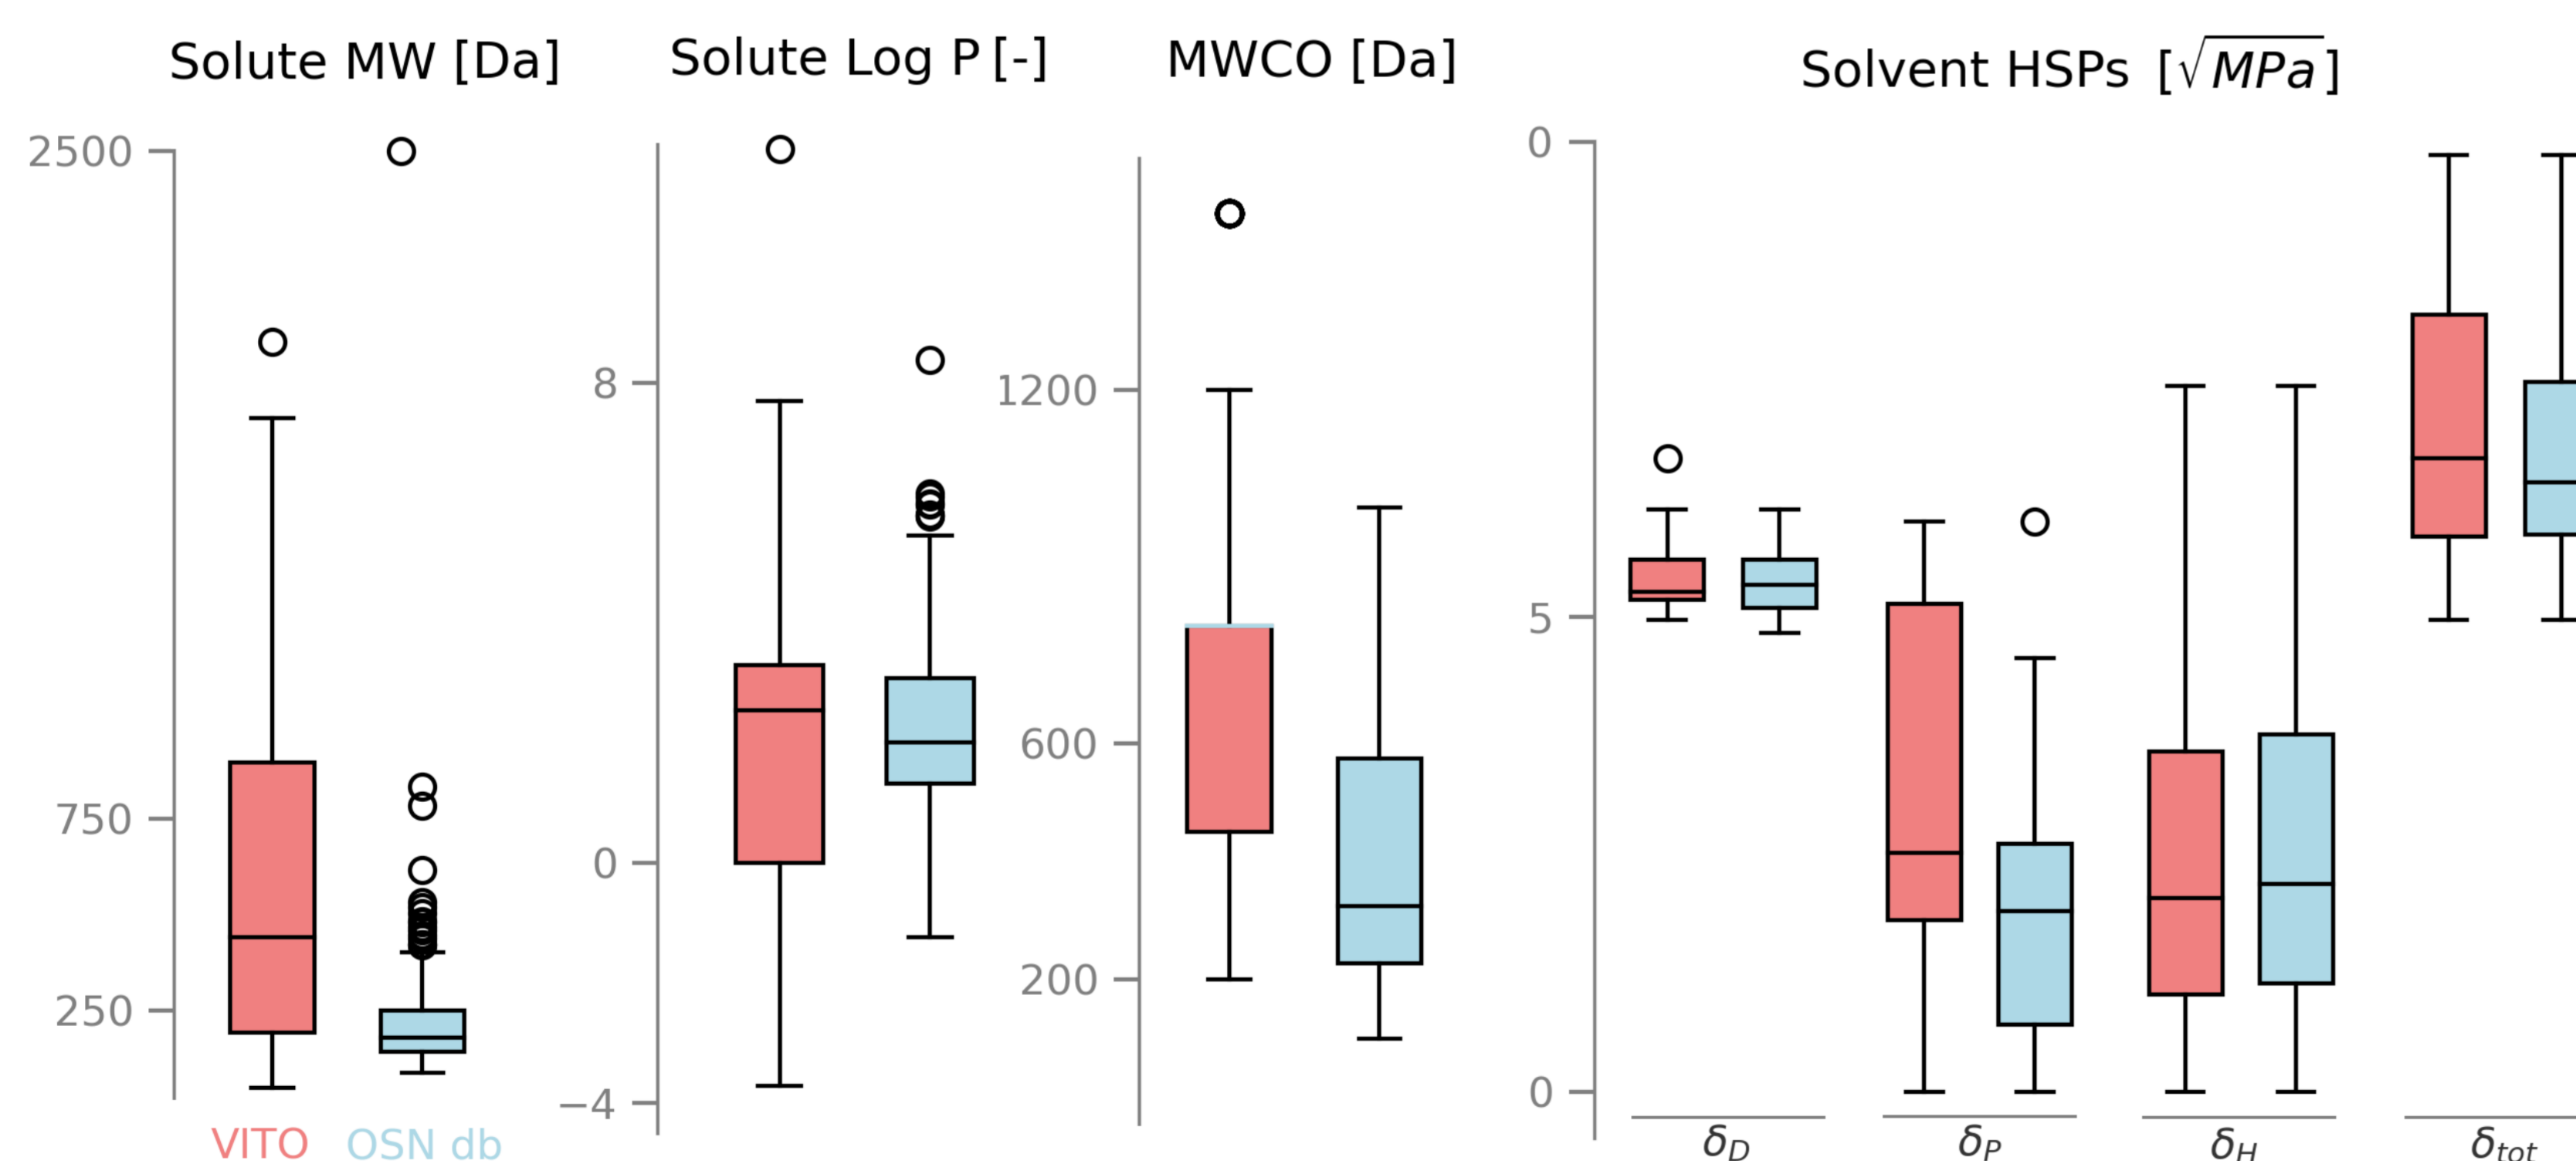 Solute MW [Da]
Solute Log P [-]
MWCO [Da]
Solvent HSPs [√MPa]
2500
750
250
8
0
−4
1200
600
200
0
5
0
VITO
OSN db
δD
δP
δH
δtot